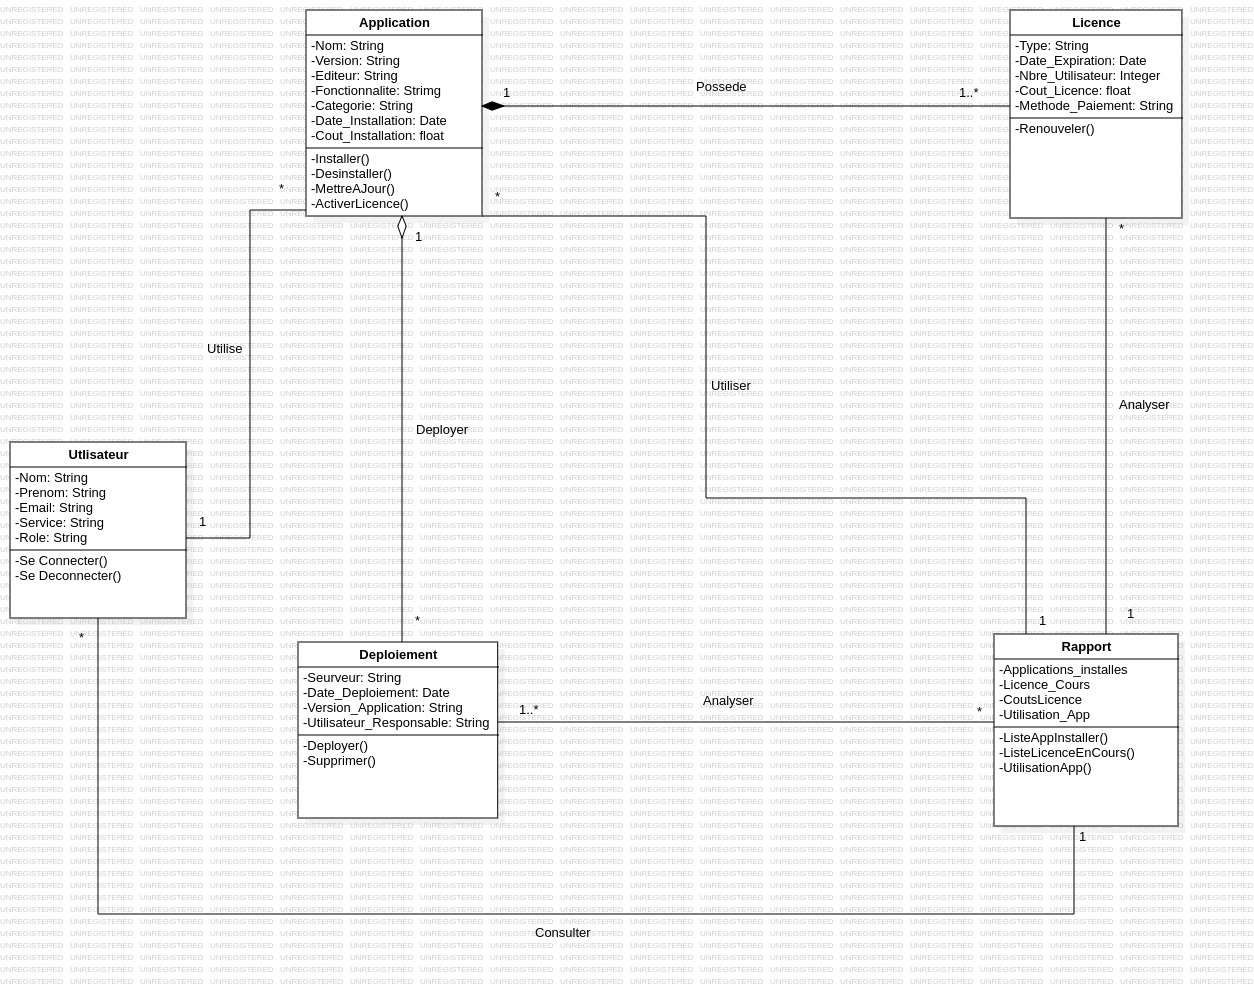 Application
-Nom: String
-Version: String
-Editeur: String
-Fonctionnalite: Strimg
-Categorie: String
-Date_Installation: Date
-Cout_Installation: float
-Installer()
-Desinstaller()
-MettreAJour()
-ActiverLicence()
Licence
-Type: String
-Date_Expiration: Date
-Nbre_Utilisateur: Integer
-Cout_Licence: float
-Methode_Paiement: String
-Renouveler()
1
Possede
1..*
*
*
1
*
Utilise
Utiliser
Analyser
Deployer
Utlisateur
-Nom: String
-Prenom: String
-Email: String
-Service: String
-Role: String
-Se Connecter()
-Se Deconnecter()
1
*
*
1
1
Deploiement
-Seurveur: String
-Date_Deploiement: Date
-Version_Application: String
-Utilisateur_Responsable: String
-Deployer()
-Supprimer()
1..*
Analyser
*
Rapport
-Applications_installes
-Licence_Cours
-CoutsLicence
-Utilisation_App
-ListeAppInstaller()
-ListeLicenceEnCours()
-UtilisationApp()
1
Consulter
UNREGISTERED